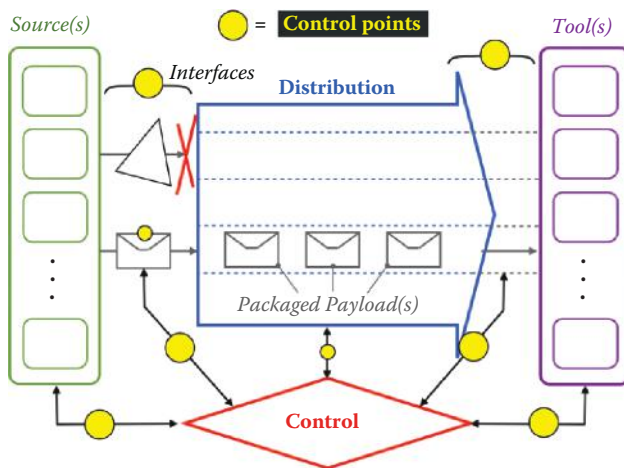 Source(s)
= Control points
Tool(s)
Interfaces
Distribution
Packaged Payload(s)
Control